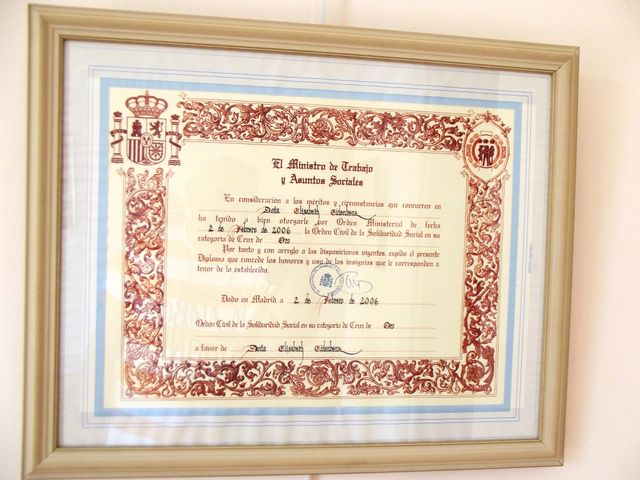 El Ministro de Trabajo
y Asuntos Sociales
En consideración a los méritos y circunstancias que concurren en
Doña Elisabeth
ha tenido a bien otorgarle por Orden Ministerial de fecha
2 de Febrero de 2006 la Orden Civil de la Solidaridad Social en su
categoría de Cruz de Oro
Por tanto y con arreglo a las disposiciones vigentes, expido el presente
Diploma que concede los honores y uso de las insignias que le corresponden a
tenor de lo establecido.
Dado en Madrid, a 2 de Febrero de 2006
Orden Civil de la Solidaridad Social en su categoría de Cruz de Oro
a favor de Doña Elisabeth